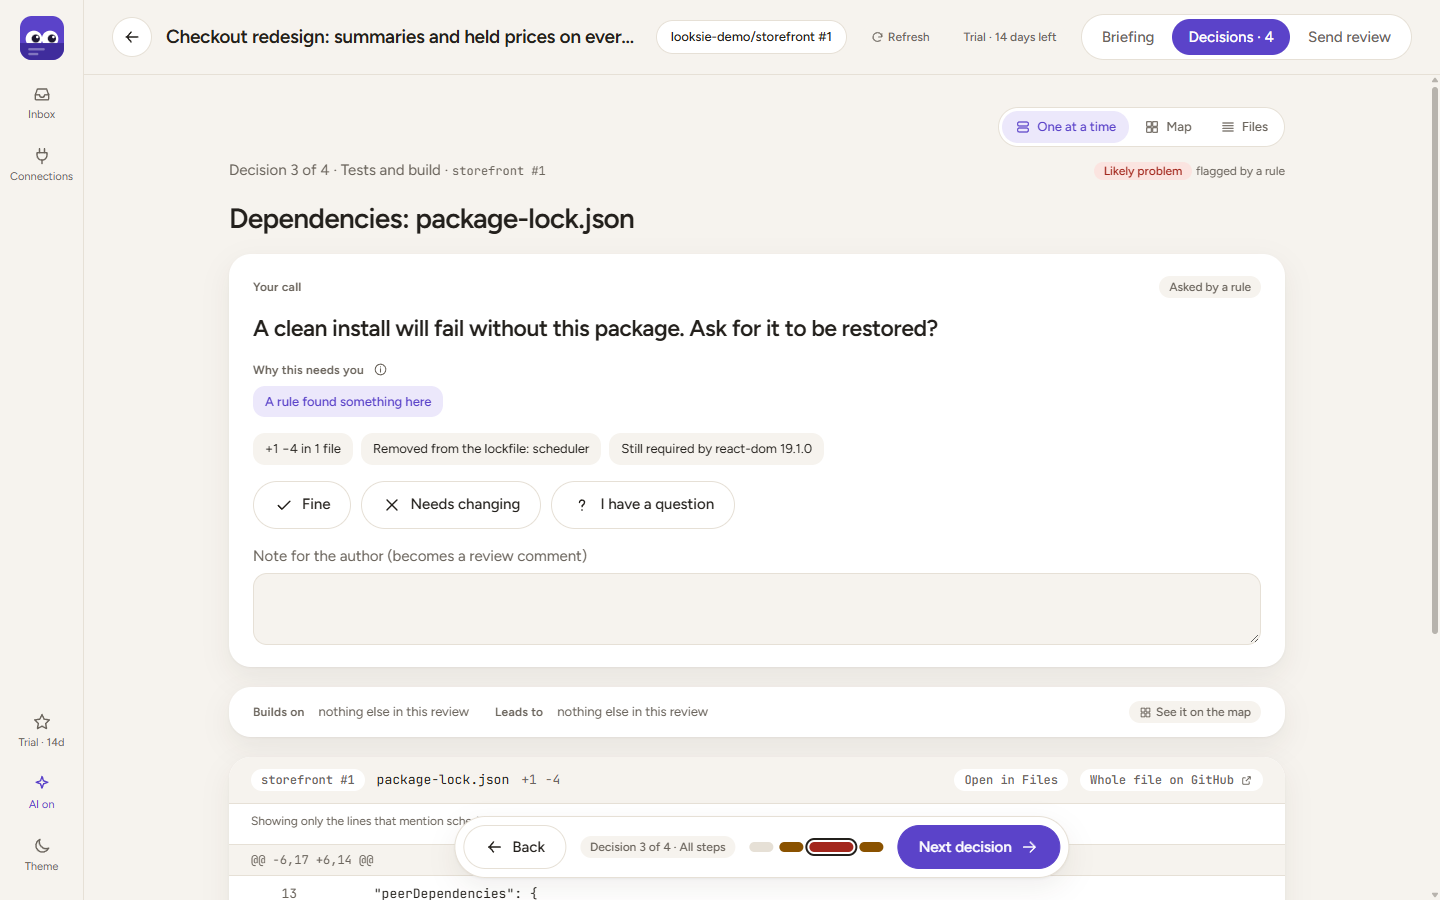 Checkout redesign: summaries and held prices on ever...
looksie-demo/storefront #1
Refresh
Trial · 14 days left
Briefing
Decisions · 4
Send review
Inbox
Connections
One at a time
Map
Files
Decision 3 of 4 · Tests and build · storefront #1
Likely problem
flagged by a rule
Dependencies: package-lock.json
Your call
Asked by a rule
A clean install will fail without this package. Ask for it to be restored?
Why this needs you
A rule found something here
+1 −4 in 1 file
Removed from the lockfile: scheduler
Still required by react-dom 19.1.0
Fine
Needs changing
? I have a question
Note for the author (becomes a review comment)
Builds on nothing else in this review
Leads to nothing else in this review
See it on the map
storefront #1
package-lock.json +1 -4
Open in Files
Whole file on GitHub
Showing only the lines that mention
@@ -6,17 +6,14 @@
13 "peerDependencies": {
Back
Decision 3 of 4 · All steps
Next decision
Trial · 14d
AI on
Theme